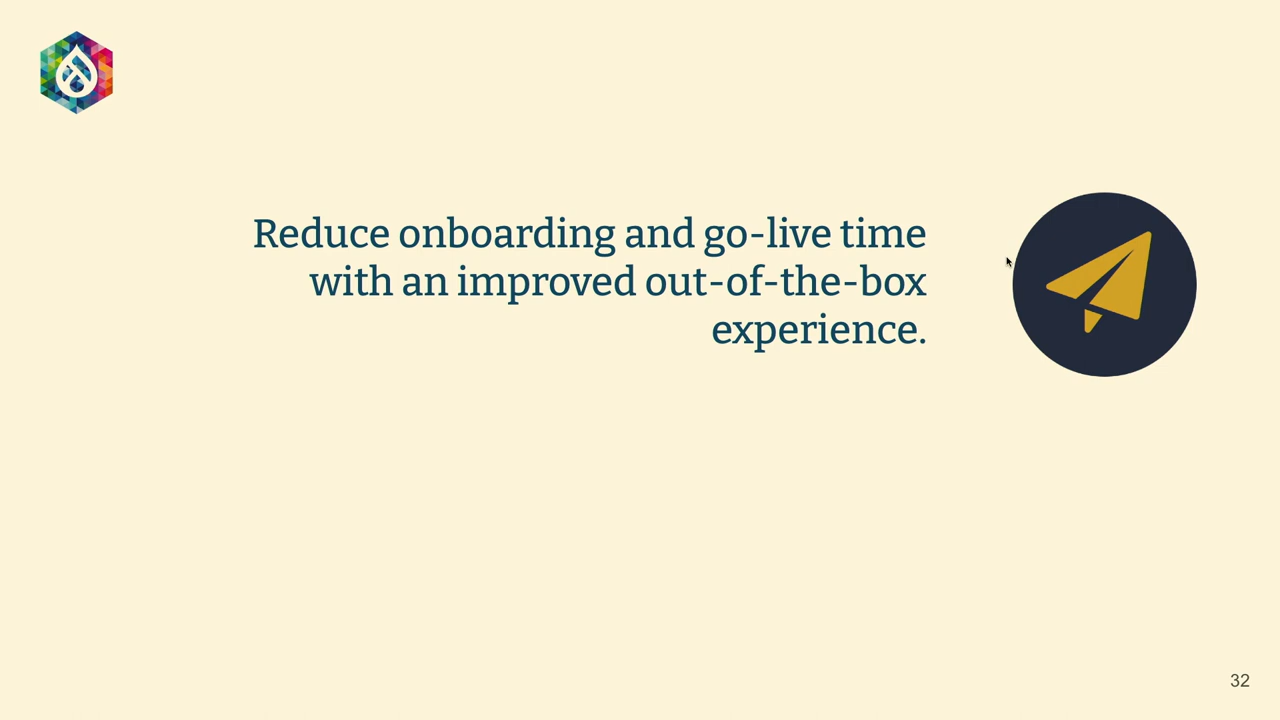 Reduce onboarding and go-live time
with an improved out-of-the-box
experience.
32